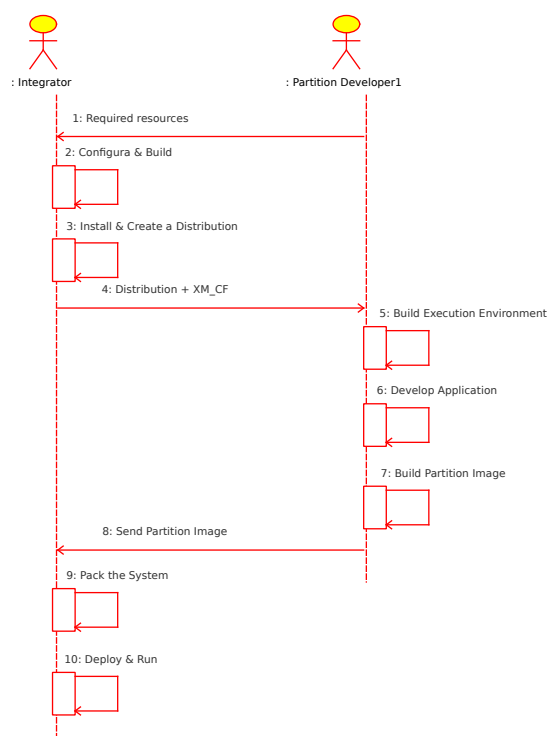 : Integrator
: Partition Developer1
1: Required resources
2: Configura & Build
3: Install & Create a Distribution
4: Distribution + XM_CF
5: Build Execution Environment
6: Develop Application
7: Build Partition Image
8: Send Partition Image
9: Pack the System
10: Deploy & Run